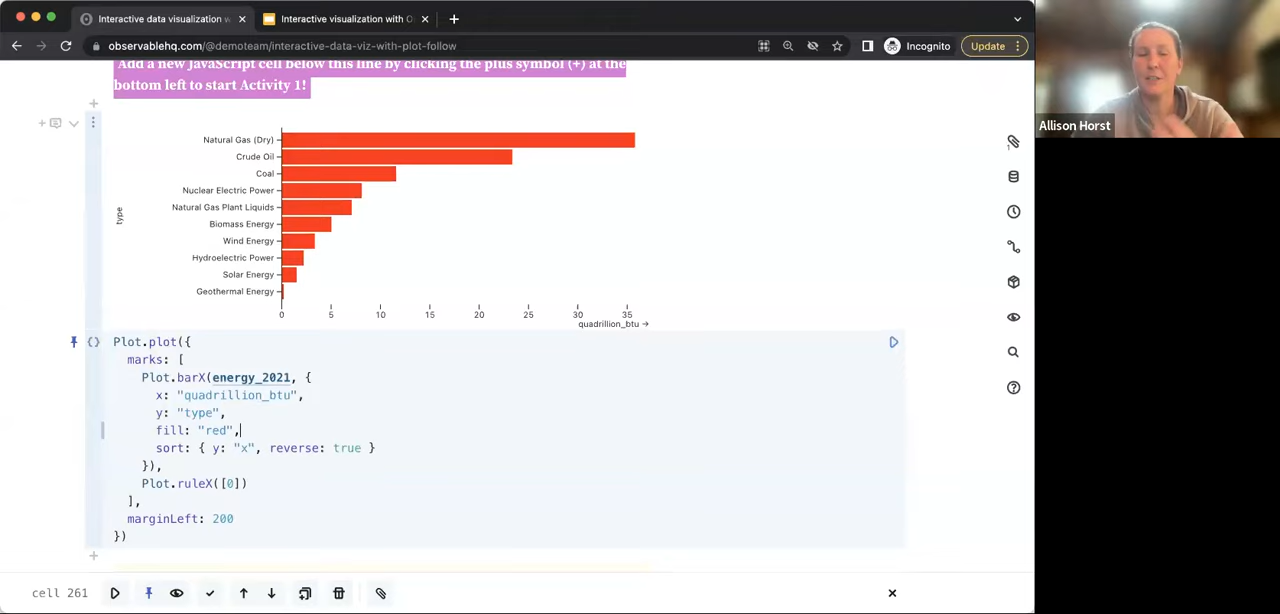 Interactive data visualization w
Interactive visualization with O
observablehq.com/@demoteam/interactive-data-viz-with-plot-follow
Incognito
Update
Allison Horst
Add a new JavaScript cell below this line by clicking the plus symbol (+) at the
bottom left to start Activity 1!
type
Natural Gas (Dry)
Crude Oil
Coal
Nuclear Electric Power
Natural Gas Plant Liquids
Biomass Energy
Wind Energy
Hydroelectric Power
Solar Energy
Geothermal Energy
0 5 10 15 20 25 30 35
quadrillion_btu →
Plot.plot({
marks: [
Plot.barX(energy_2021, {
x: "quadrillion_btu",
y: "type",
fill: "red",
sort: { y: "x", reverse: true }
}),
Plot.ruleX([0])
],
marginLeft: 200
})
cell 261